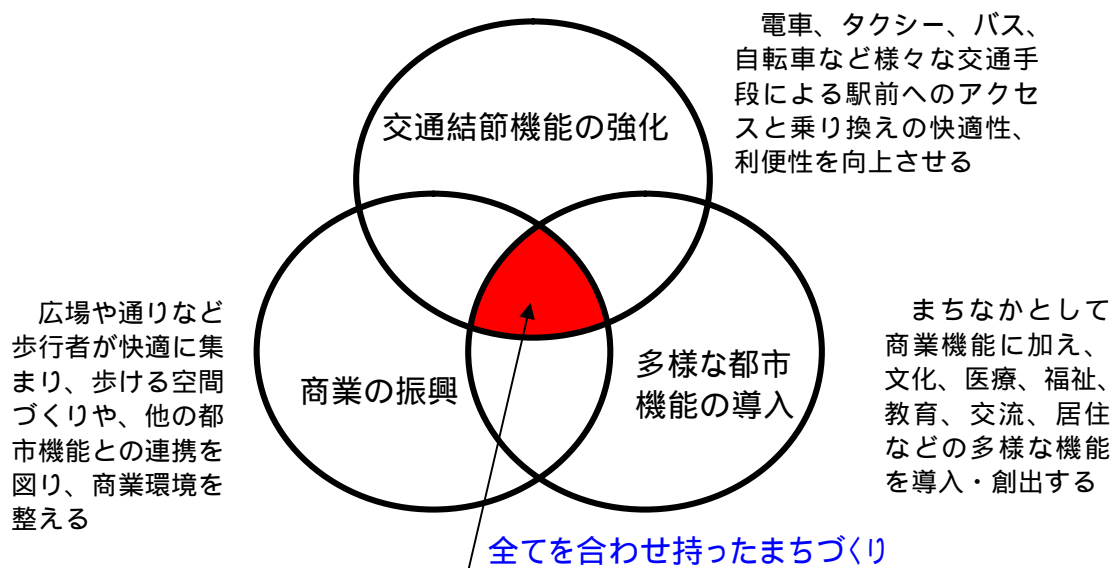 電車、タクシー、バス、
自転車など様々な交通手
段による駅前へのアクセ
スと乗り換えの快適性、
利便性を向上させる
交通結節機能の強化
広場や通りなど
歩行者が快適に集
まり、歩ける空間
づくりや、他の都
市機能との連携を
図り、商業環境を
整える
商業の振興
多様な都市
機能の導入
まちなかとして
商業機能に加え、
文化、医療、福祉、
教育、交流、居住
などの多様な機能
を導入・創出する
全てを合わせ持ったまちづくり